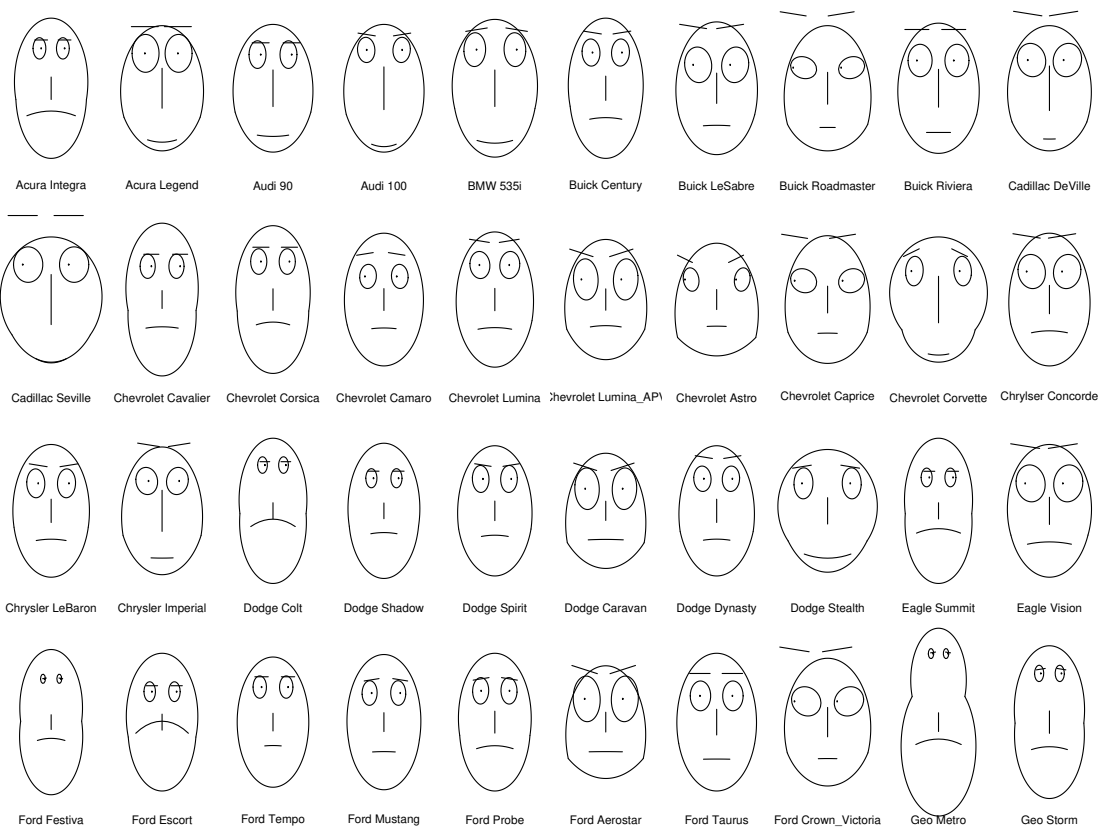 Acura Integra
Acura Legend
Audi 90
Audi 100
BMW 535i
Buick Century
Buick LeSabre
Buick Roadmaster
Buick Riviera
Cadillac DeVille
Cadillac Seville
Chevrolet Cavalier
Chevrolet Corsica
Chevrolet Camaro
Chevrolet Lumina
Chevrolet Lumina_APV
Chevrolet Astro
Chevrolet Caprice
Chevrolet Corvette
Chrylser Concorde
Chrysler LeBaron
Chrysler Imperial
Dodge Colt
Dodge Shadow
Dodge Spirit
Dodge Caravan
Dodge Dynasty
Dodge Stealth
Eagle Summit
Eagle Vision
Ford Festiva
Ford Escort
Ford Tempo
Ford Mustang
Ford Probe
Ford Aerostar
Ford Taurus
Ford Crown_Victoria
Geo Metro
Geo Storm